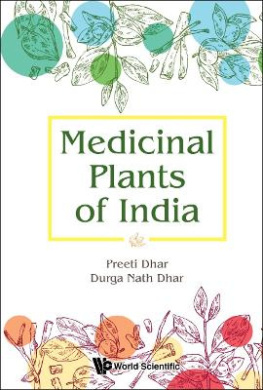 Medicinal
Plants
of India
Preeti Dhar
Durga Nath Dhar
World Scientific